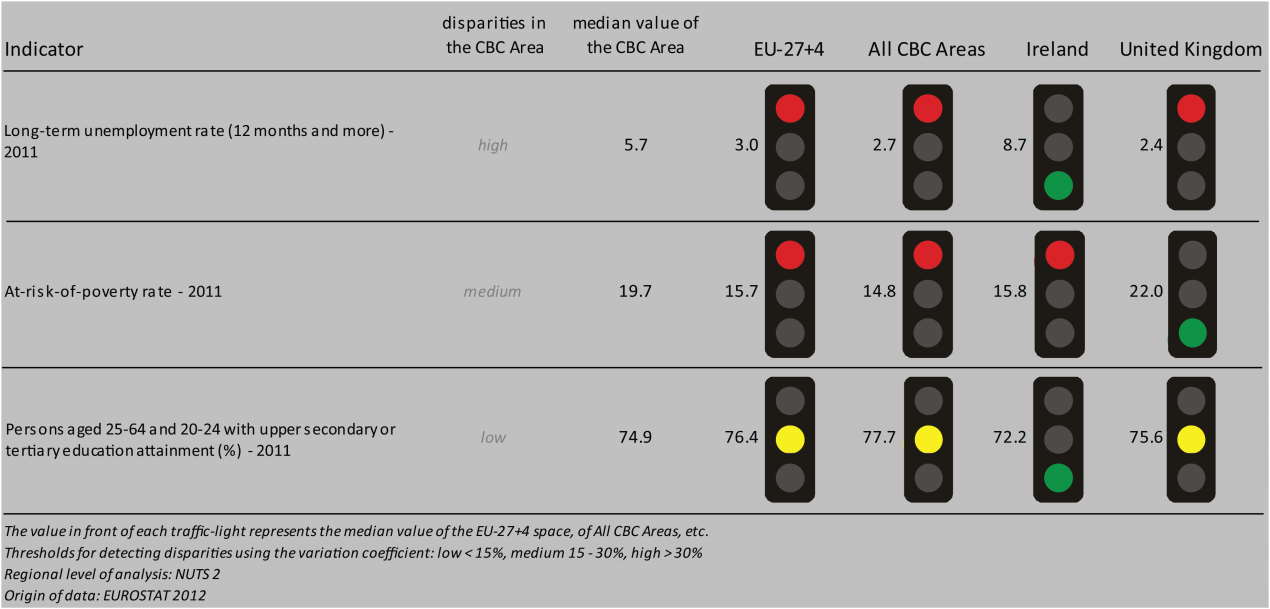 Indicator
disparities in
the CBC Area
median value of
the CBC Area
EU-27+4
All CBC Areas
Ireland
United Kingdom
Long-term unemployment rate (12 months and more) -
2011
high
5.7
3.0
2.7
8.7
2.4
At-risk-of-poverty rate - 2011
medium
19.7
15.7
14.8
15.8
22.0
Persons aged 25-64 and 20-24 with upper secondary or
tertiary education attainment (%) - 2011
low
74.9
76.4
77.7
72.2
75.6
The value in front of each traffic-light represents the median value of the EU-27+4 space, of All CBC Areas, etc.
Thresholds for detecting disparities using the variation coefficient: low < 15%, medium 15 - 30%, high > 30%
Regional level of analysis: NUTS 2
Origin of data: EUROSTAT 2012